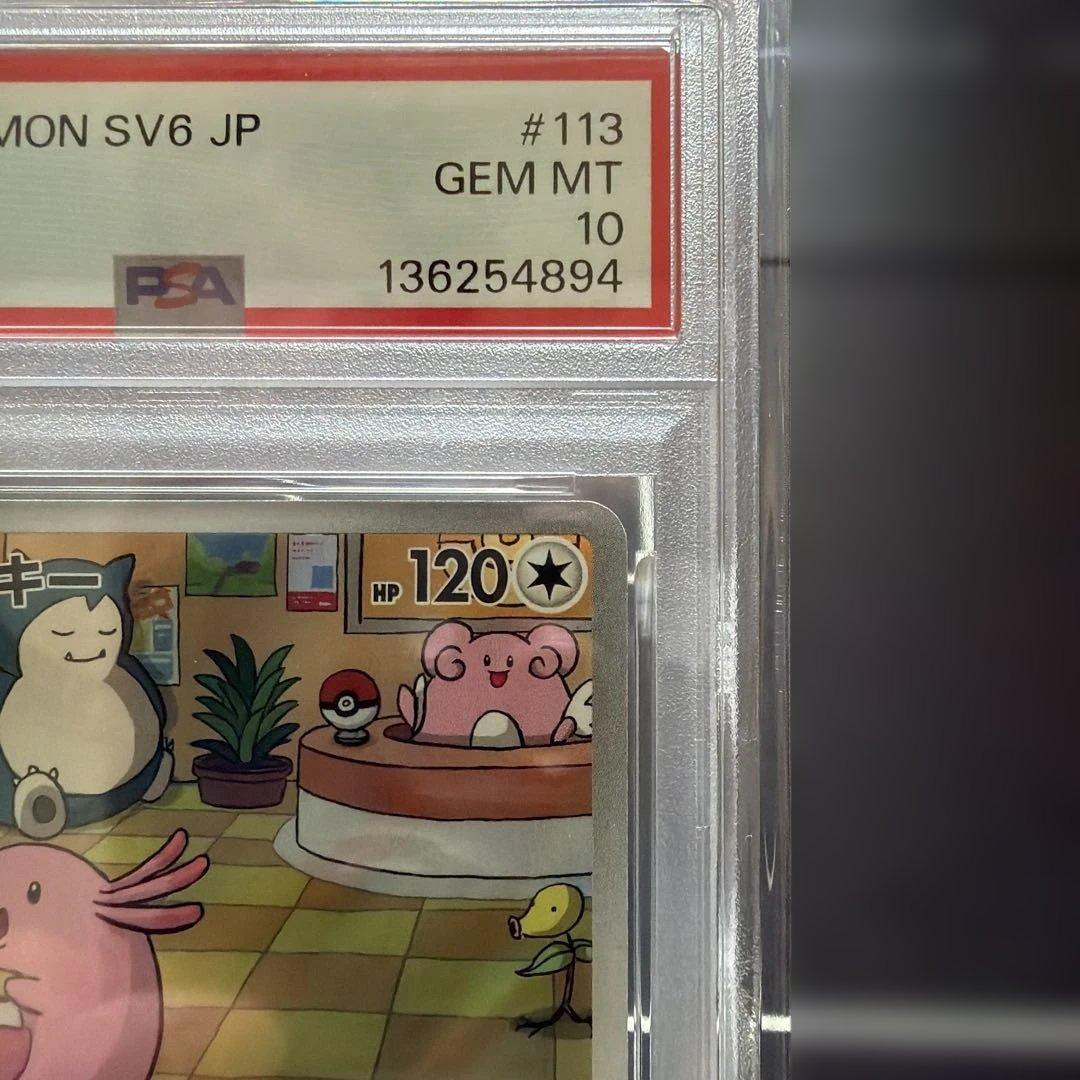 MON SV6 JP
#113
GEM MT
10
PSA
136254894
キー
HP 120